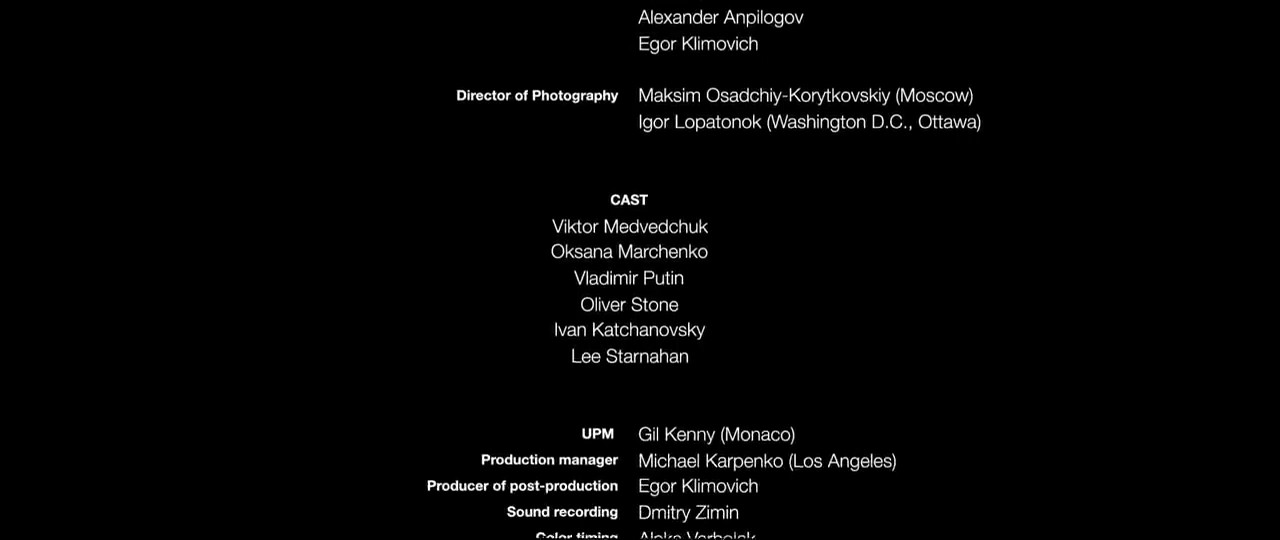 Alexander Anpilogov
Egor Klimovich
Director of Photography Maksim Osadchiy-Korytkovskiy (Moscow)
Igor Lopatonok (Washington D.C., Ottawa)
CAST
Viktor Medvedchuk
Oksana Marchenko
Vladimir Putin
Oliver Stone
Ivan Katchanovsky
Lee Starnahan
UPM Gil Kenny (Monaco)
Production manager Michael Karpenko (Los Angeles)
Producer of post-production Egor Klimovich
Sound recording Dmitry Zimin
Color timing